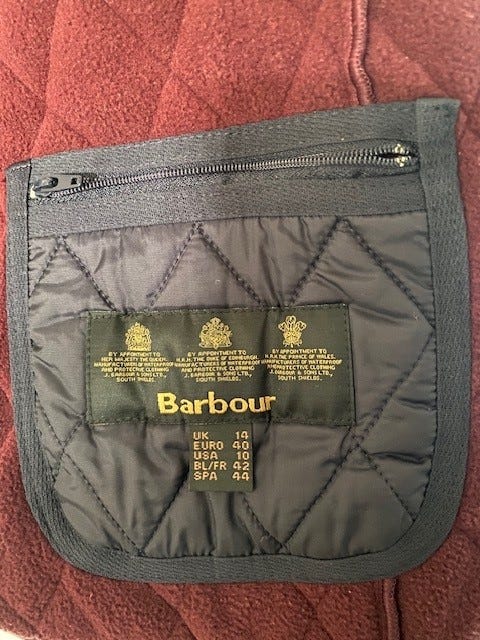 BY APPOINTMENT TO
HER MAJESTY THE QUEEN
MANUFACTURERS OF WATERPROOF
AND PROTECTIVE CLOTHING
J. BARBOUR & SONS LTD.
SOUTH SHIELDS.
BY APPOINTMENT TO
H.R.H. THE DUKE OF EDINBURGH
MANUFACTURERS OF WATERPROOF
AND PROTECTIVE CLOTHING
J. BARBOUR & SONS LTD.
SOUTH SHIELDS.
BY APPOINTMENT TO
H.R.H. THE PRINCE OF WALES.
MANUFACTURERS OF WATERPROOF
AND PROTECTIVE CLOTHING
J. BARBOUR & SONS LTD.
SOUTH SHIELDS.
Barbour
UK 14
EURO 40
USA 10
BL/FR 42
SPA 44